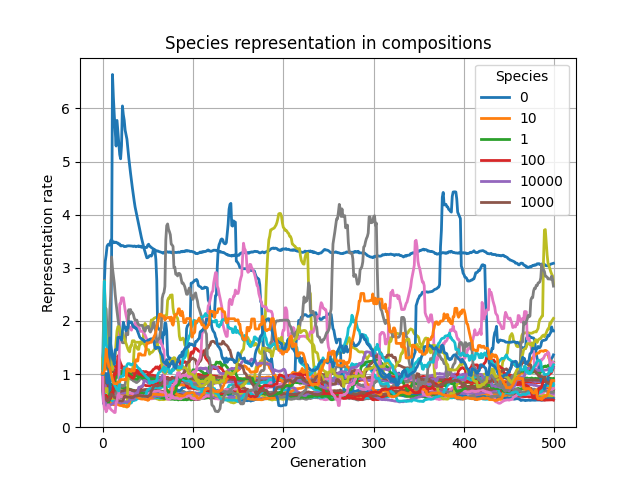 Species representation in compositions
Species
0
10
1
100
10000
1000
6
5
4
3
2
1
0
Representation rate
0 100 200 300 400 500
Generation